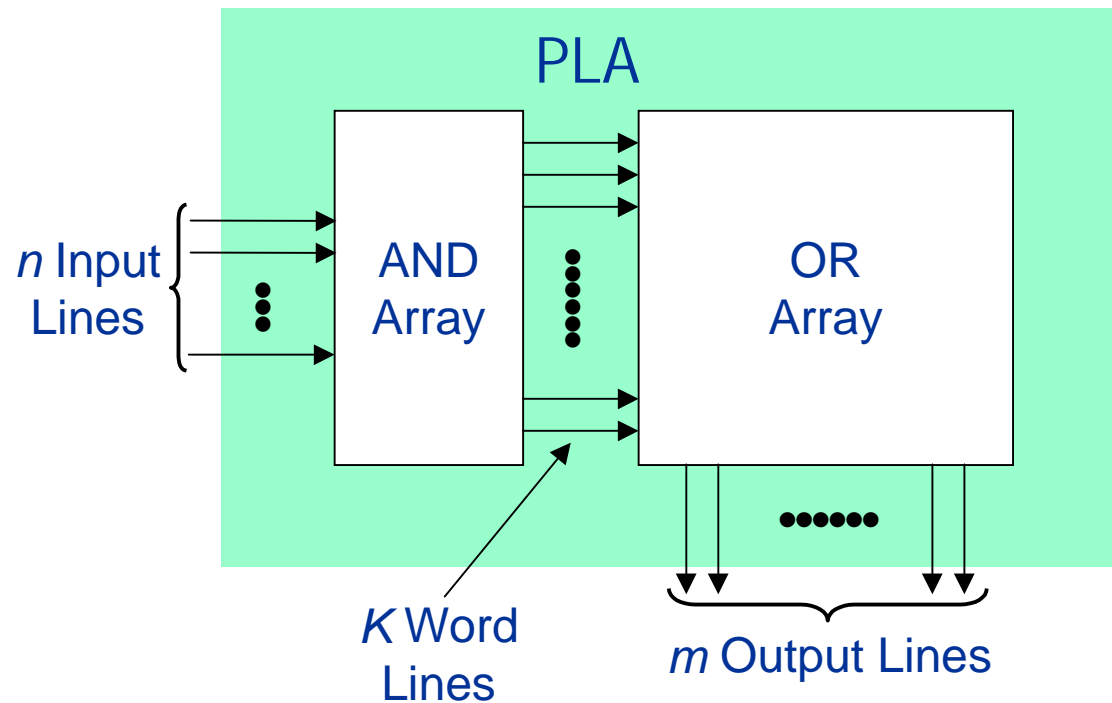 PLA
n Input
Lines
AND
Array
OR
Array
K Word
Lines
m Output Lines